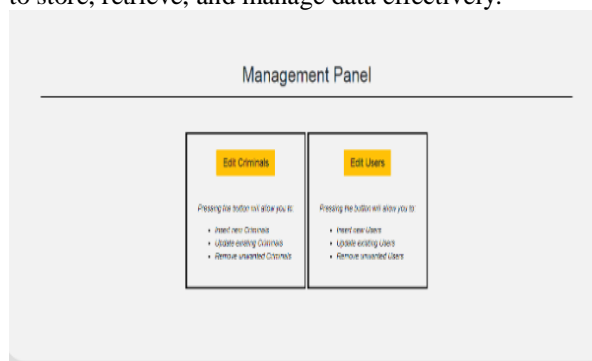 to store, retrieve, and manage data effectively.
Management Panel
Edit Criminals
Pressing the button will allow you to:
• Insert new Criminals
• Update existing Criminals
• Remove unwanted Criminals
Edit Users
Pressing the button will allow you to:
• Insert new Users
• Update existing Users
• Remove unwanted Users